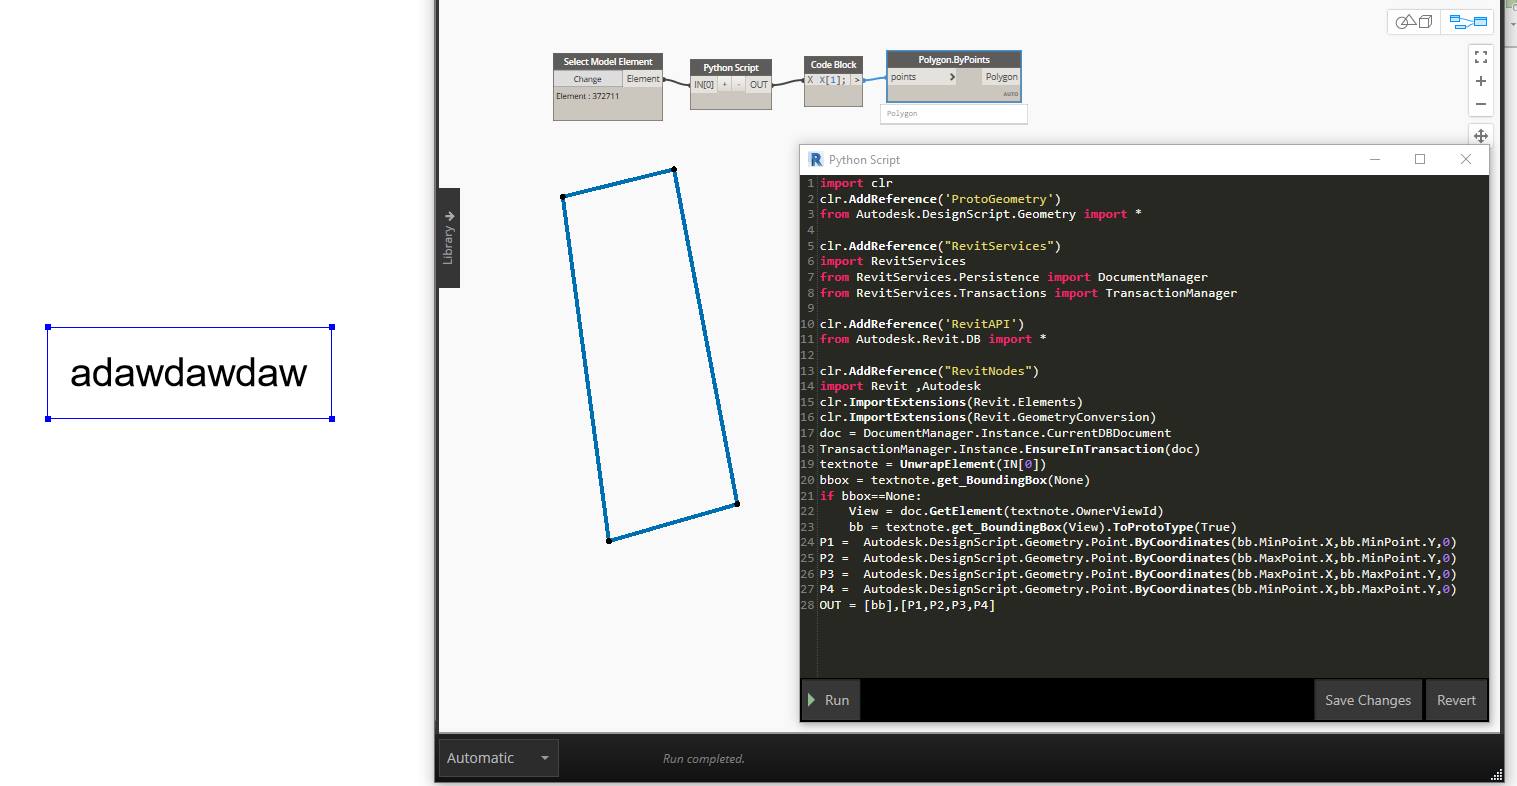 Select Model Element
Change
Element
Element : 372711
Python Script
IN[0]
+
-
OUT
Code Block
X
X[1];
>
Polygon.ByPoints
points
>
Polygon
AUTO
Polygon
Library
adawdawdaw
Python Script
1 import clr
2 clr.AddReference('ProtoGeometry')
3 from Autodesk.DesignScript.Geometry import *
4
5 clr.AddReference("RevitServices")
6 import RevitServices
7 from RevitServices.Persistence import DocumentManager
8 from RevitServices.Transactions import TransactionManager
9
10 clr.AddReference('RevitAPI')
11 from Autodesk.Revit.DB import *
12
13 clr.AddReference("RevitNodes")
14 import Revit ,Autodesk
15 clr.ImportExtensions(Revit.Elements)
16 clr.ImportExtensions(Revit.GeometryConversion)
17 doc = DocumentManager.Instance.CurrentDBDocument
18 TransactionManager.Instance.EnsureInTransaction(doc)
19 textnote = UnwrapElement(IN[0])
20 bbox = textnote.get_BoundingBox(None)
21 if bbox==None:
22     View = doc.GetElement(textnote.OwnerViewId)
23     bb = textnote.get_BoundingBox(View).ToProtoType(True)
24 P1 =  Autodesk.DesignScript.Geometry.Point.ByCoordinates(bb.MinPoint.X,bb.MinPoint.Y,0)
25 P2 =  Autodesk.DesignScript.Geometry.Point.ByCoordinates(bb.MaxPoint.X,bb.MinPoint.Y,0)
26 P3 =  Autodesk.DesignScript.Geometry.Point.ByCoordinates(bb.MaxPoint.X,bb.MaxPoint.Y,0)
27 P4 =  Autodesk.DesignScript.Geometry.Point.ByCoordinates(bb.MinPoint.X,bb.MaxPoint.Y,0)
28 OUT = [bb],[P1,P2,P3,P4]
Run
Save Changes
Revert
Automatic
Run completed.